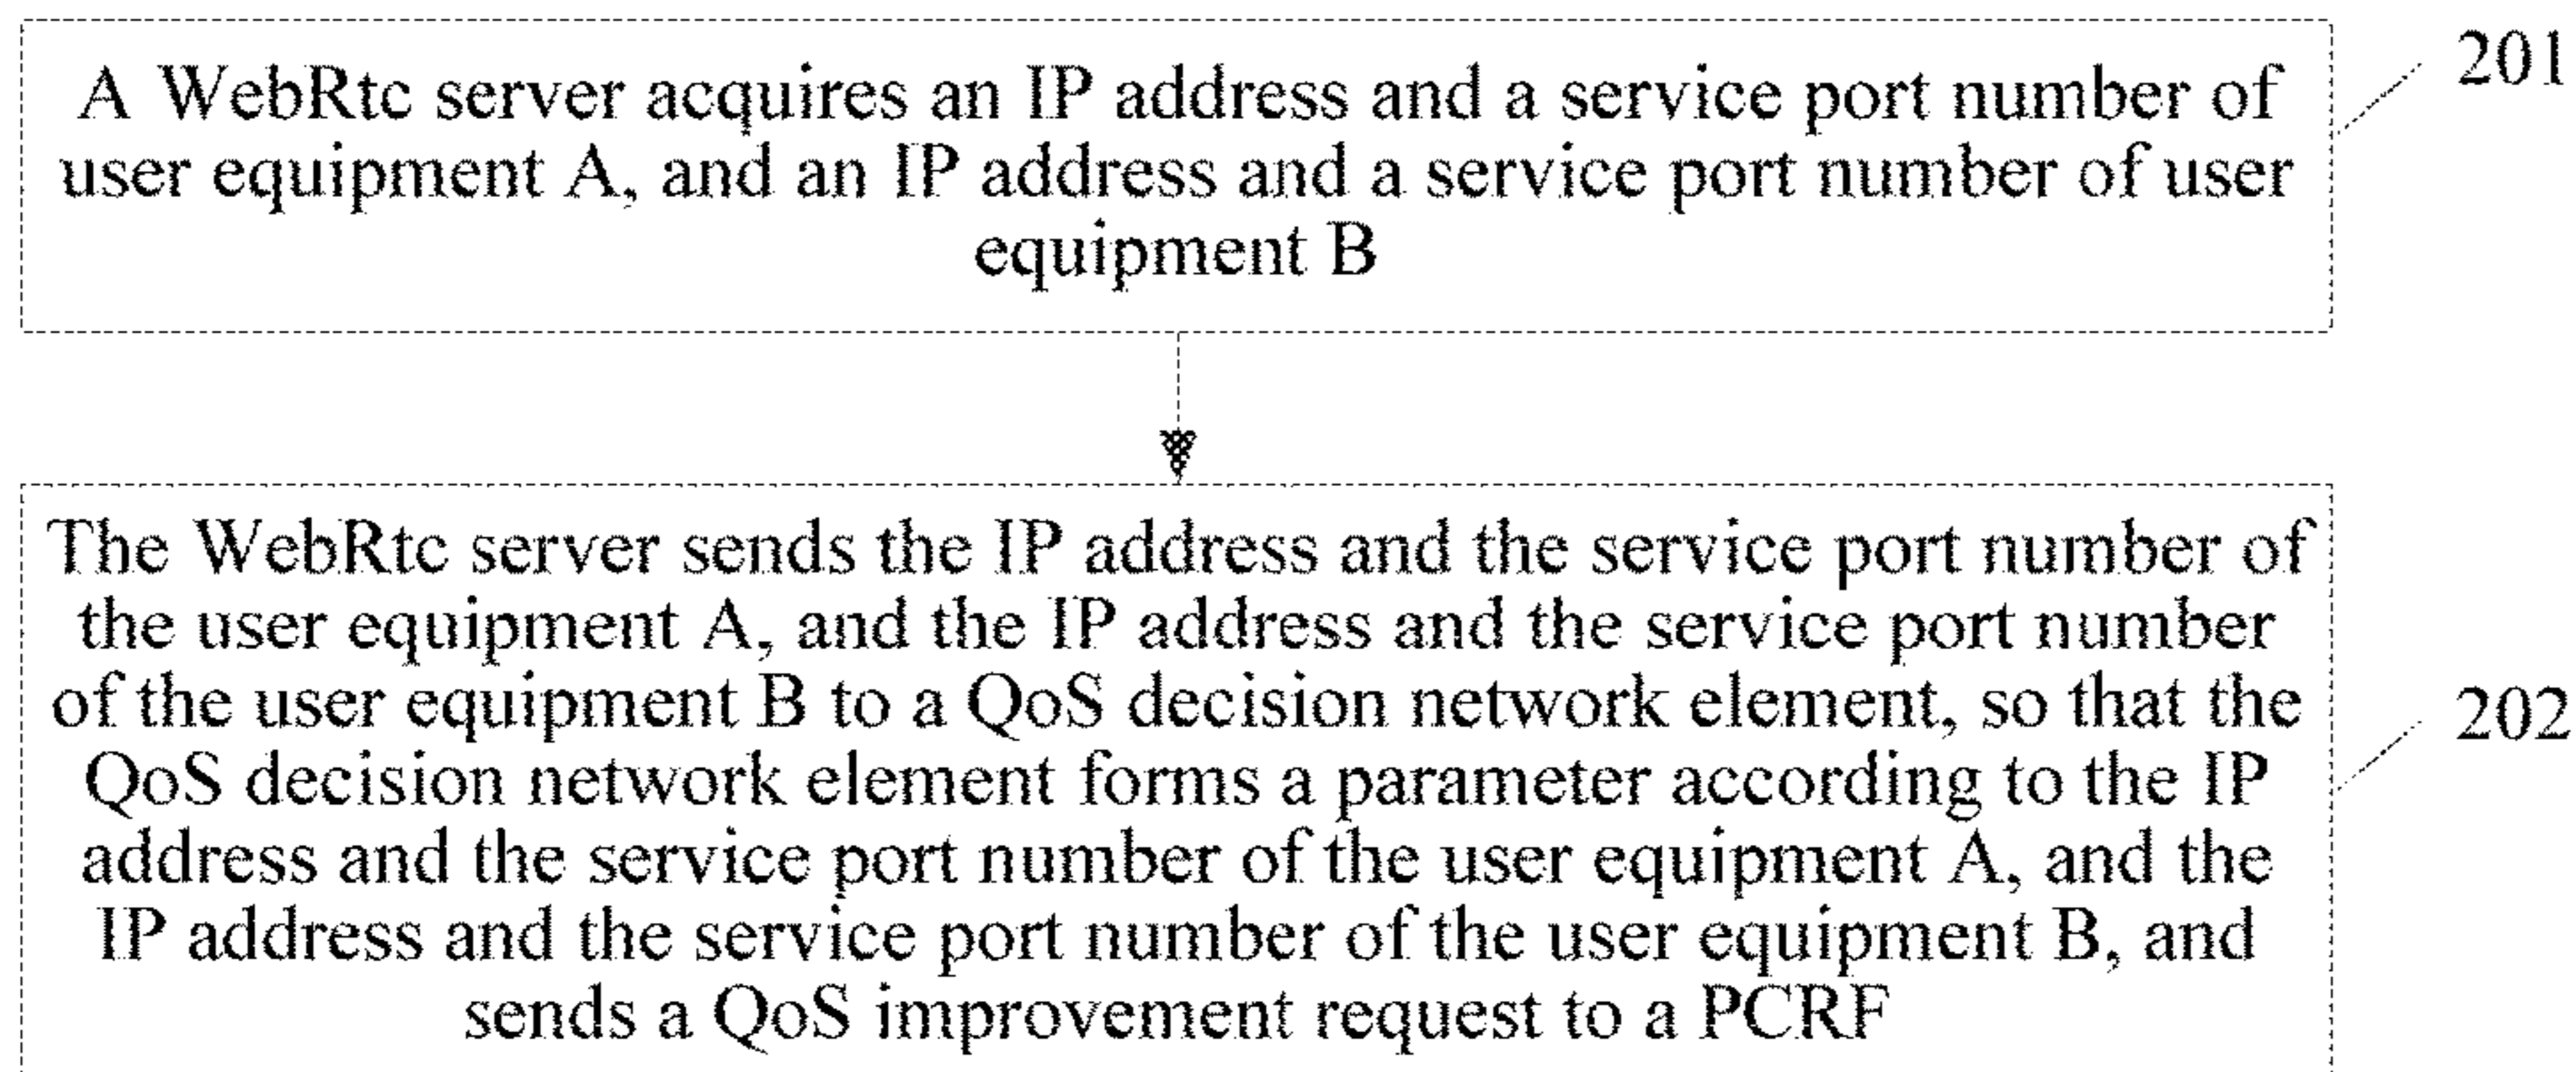 A WebRtc server acquires an IP address and a service port number of
user equipment A, and an IP address and a service port number of user
equipment B
201
The WebRtc server sends the IP address and the service port number of
the user equipment A, and the IP address and the service port number
of the user equipment B to a QoS decision network element, so that the
QoS decision network element forms a parameter according to the IP
address and the service port number of the user equipment A, and the
IP address and the service port number of the user equipment B, and
sends a QoS improvement request to a PCRF
202